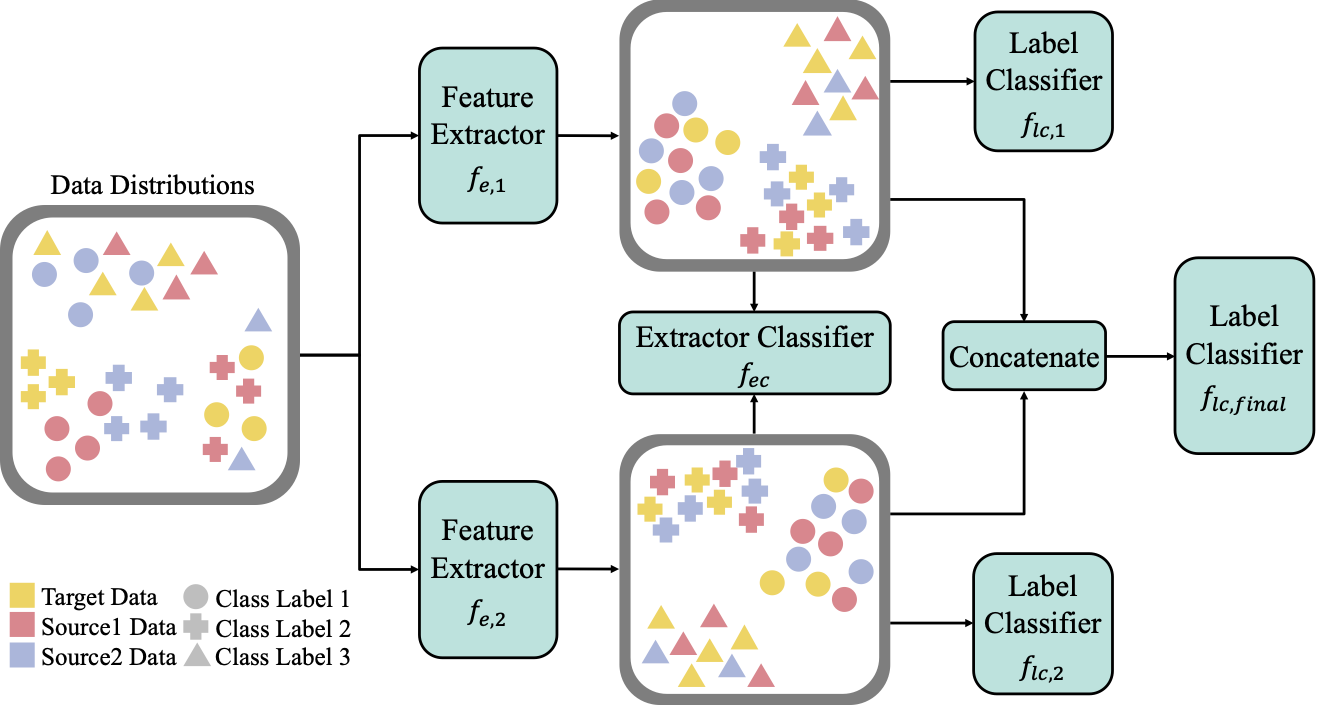 Data Distributions
Feature
Extractor
f_{e,1}
Label
Classifier
f_{lc,1}
Extractor Classifier
f_{ec}
Concatenate
Label
Classifier
f_{lc,final}
Feature
Extractor
f_{e,2}
Label
Classifier
f_{lc,2}
Target Data
Source1 Data
Source2 Data
Class Label 1
Class Label 2
Class Label 3